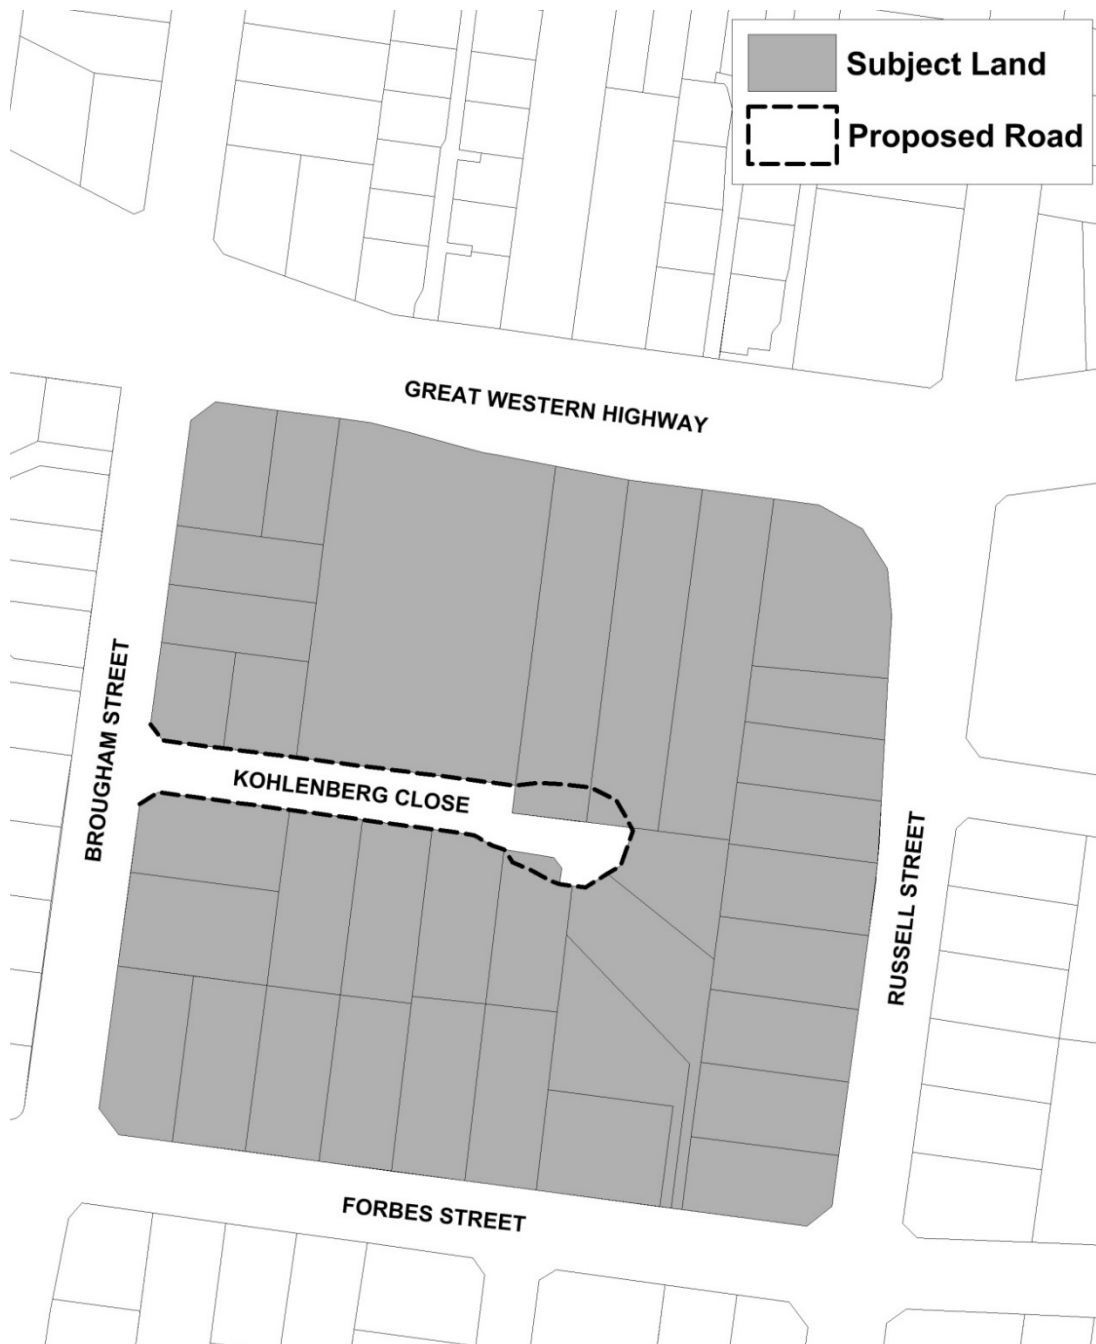 Subject Land
Proposed Road
GREAT WESTERN HIGHWAY
BROUGHAM STREET
KOHLENBERG CLOSE
RUSSELL STREET
FORBES STREET